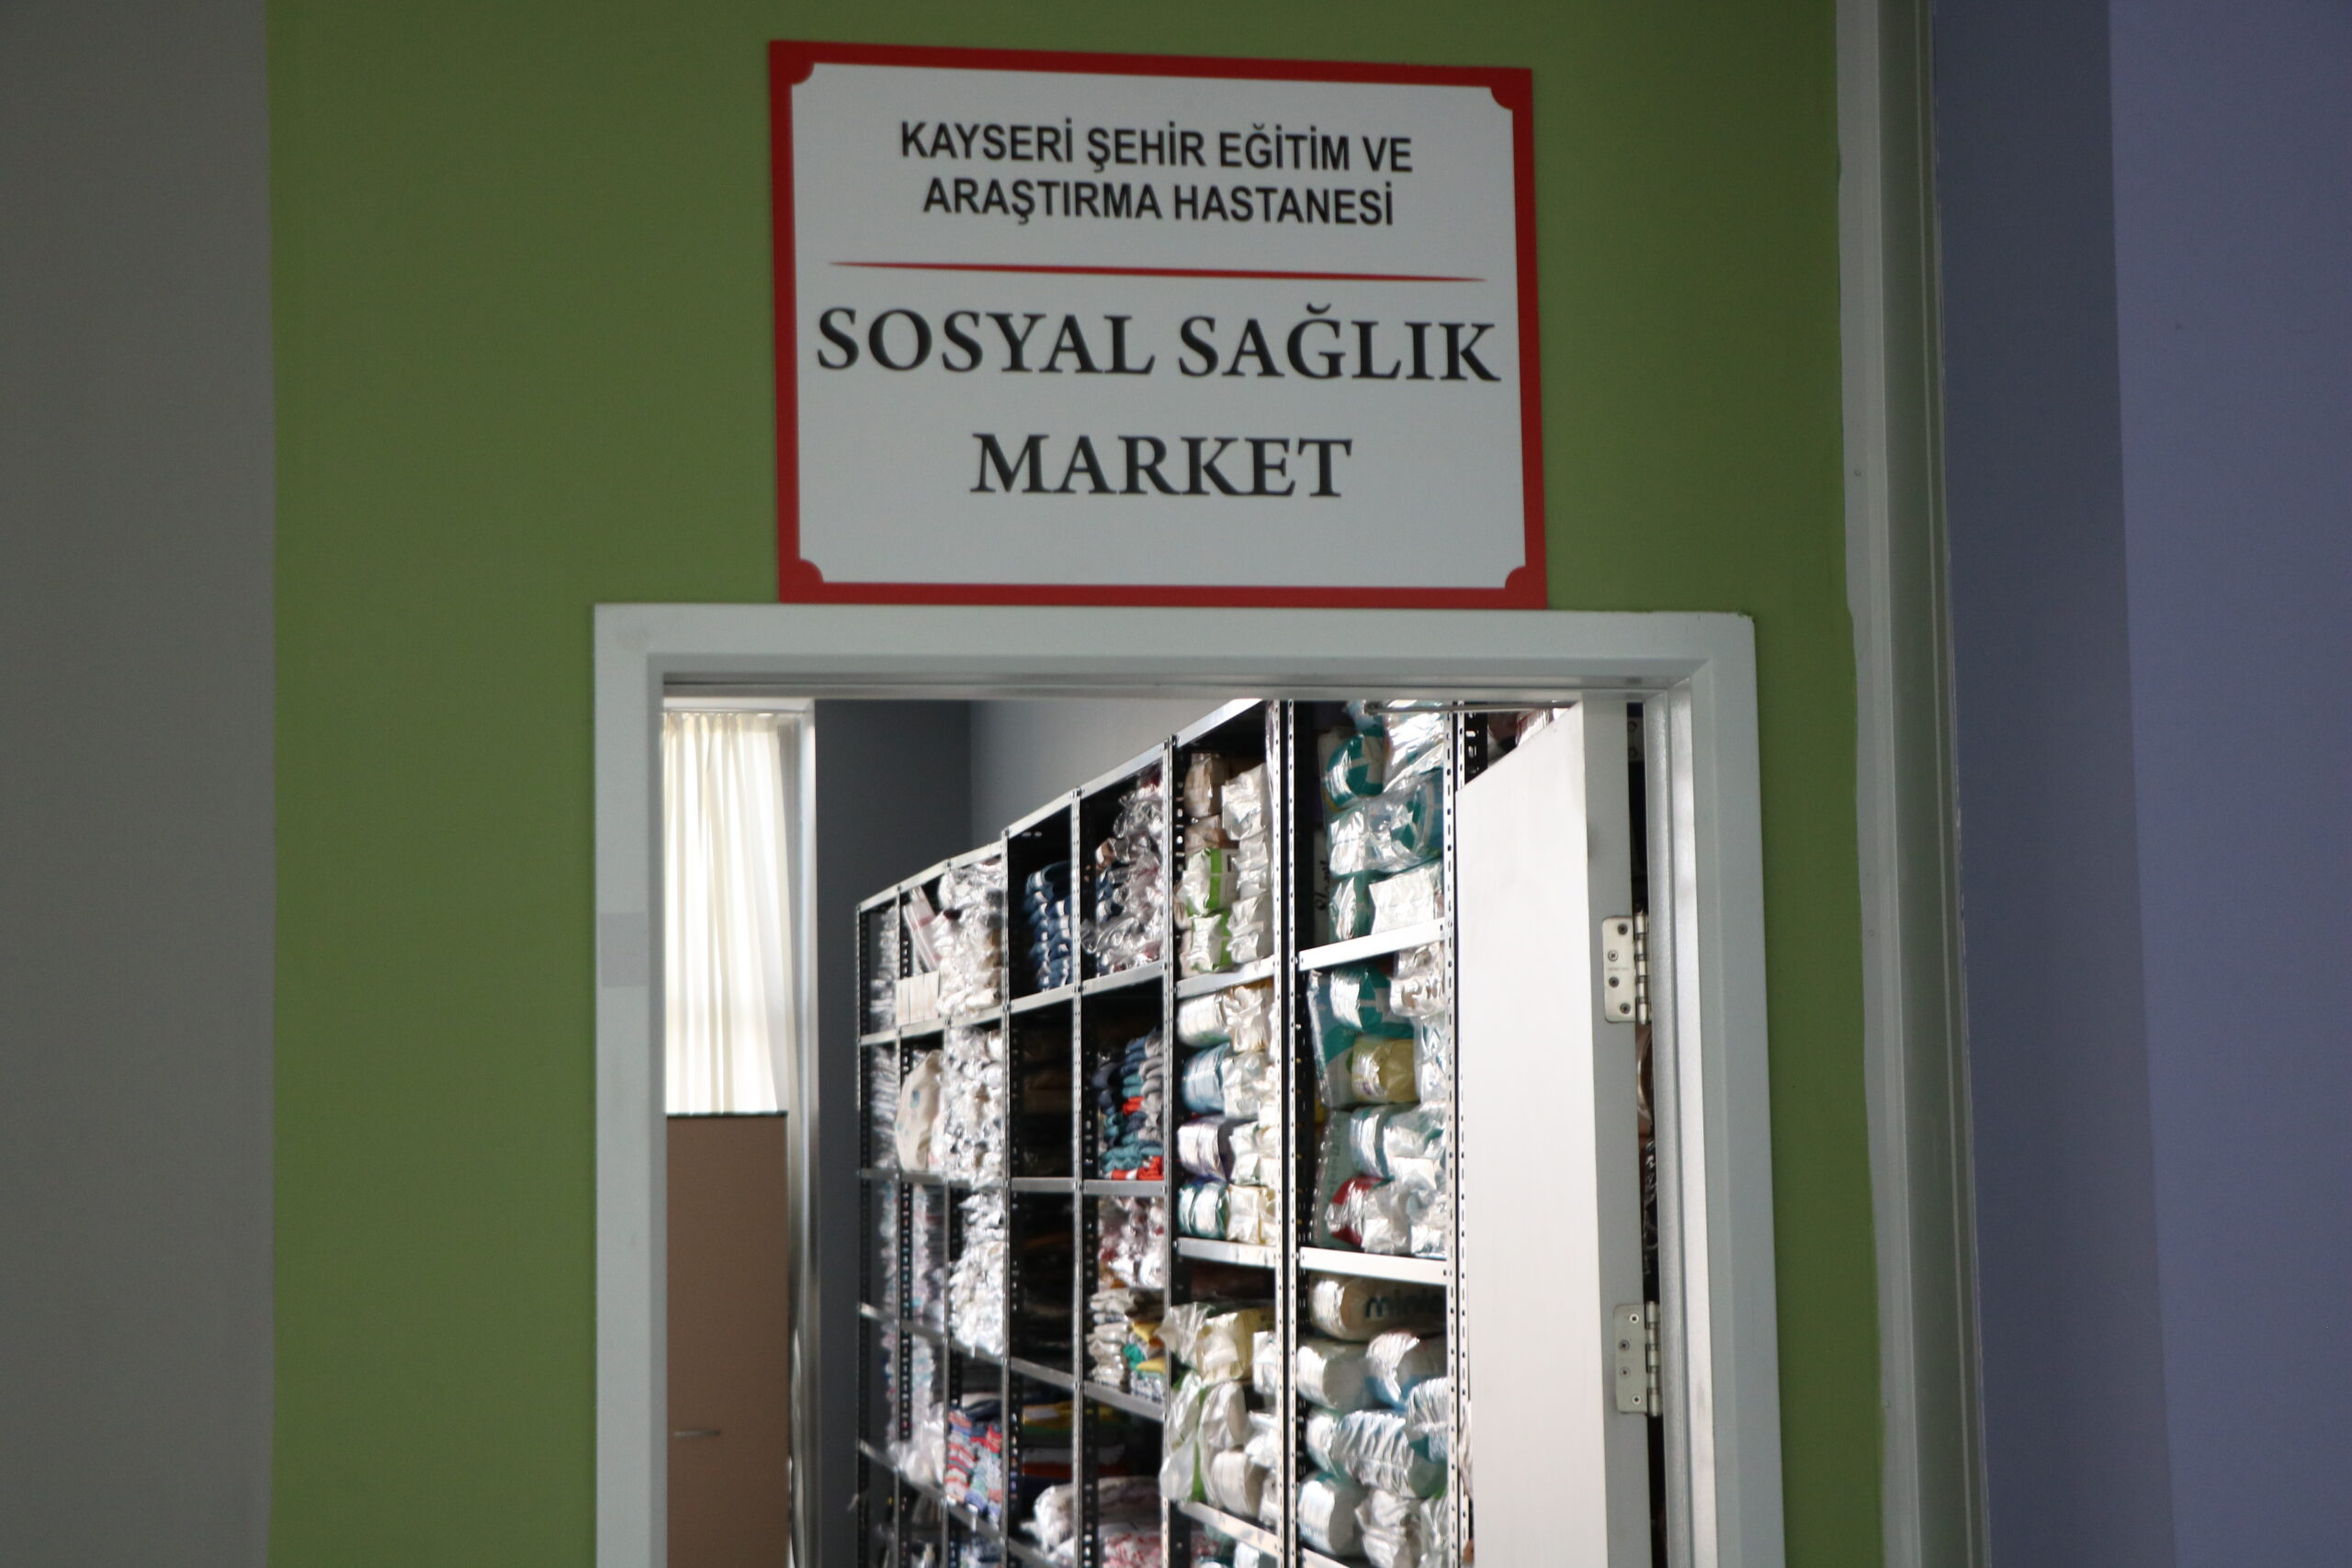 KAYSERİ ŞEHİR EĞİTİM VE
ARAŞTIRMA HASTANESİ
SOSYAL SAĞLIK
MARKET